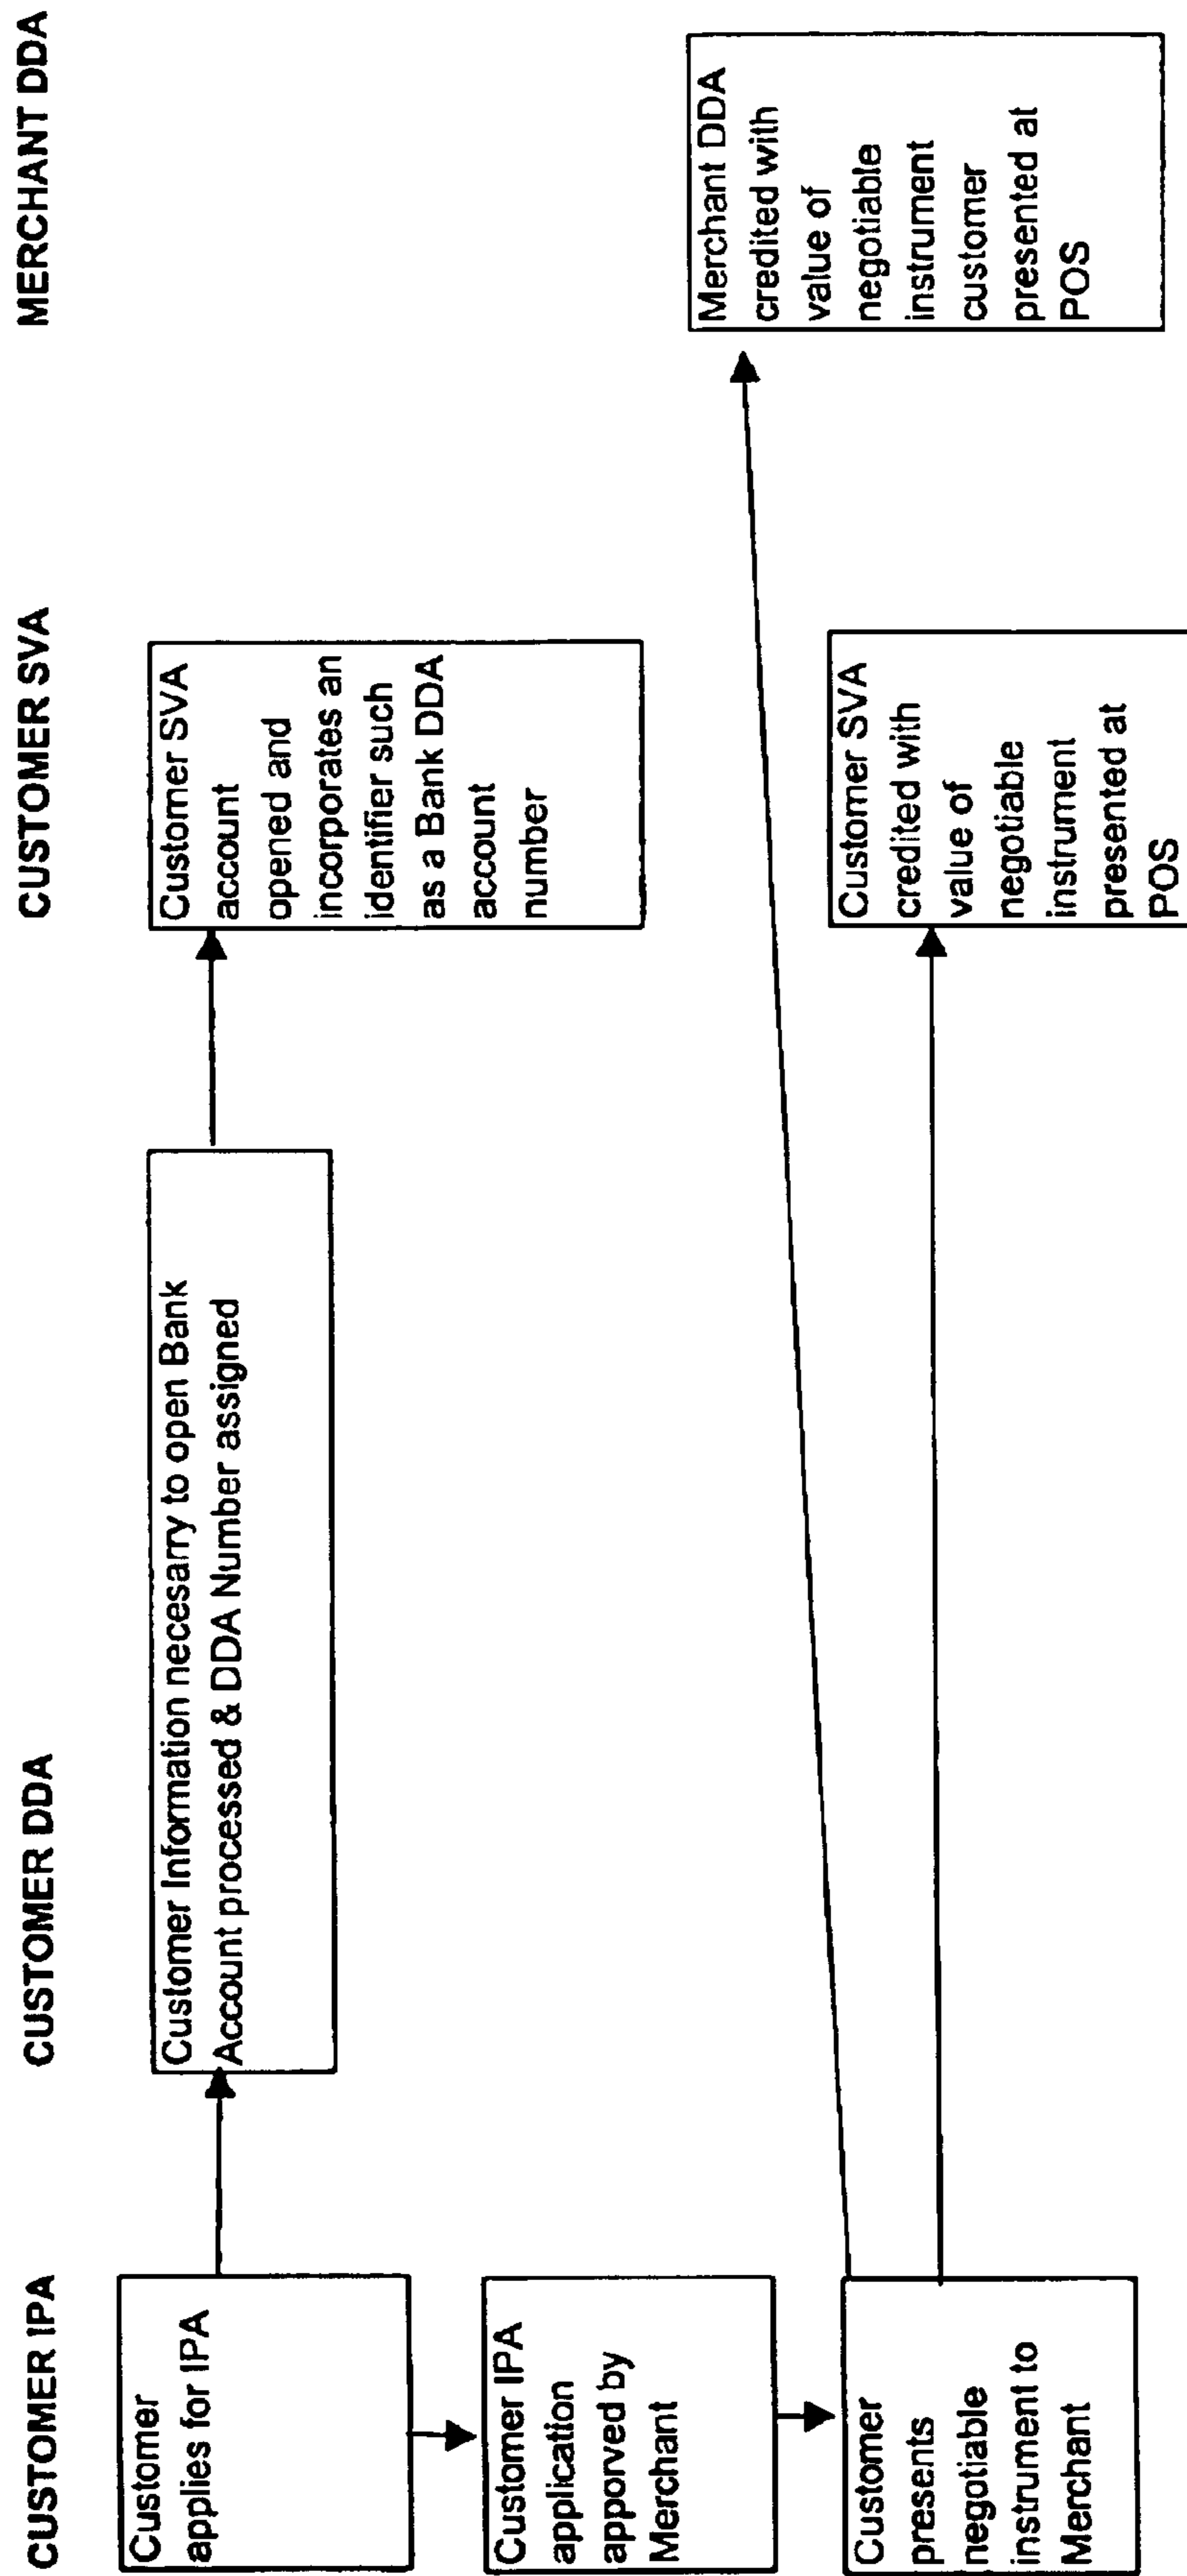 CUSTOMER IPA
CUSTOMER DDA
CUSTOMER SVA
MERCHANT DDA
Customer
applies for IPA
Customer Information necesarry to open Bank
Account processed & DDA Number assigned
Customer SVA
account
opened and
incorporates an
identifier such
as a Bank DDA
account
number
Customer IPA
application
apporved by
Merchant
Customer
presents
negotiable
instrument to
Merchant
Customer SVA
credited with
value of
negotiable
instrument
presented at
POS
Merchant DDA
credited with
value of
negotiable
instrument
customer
presented at
POS